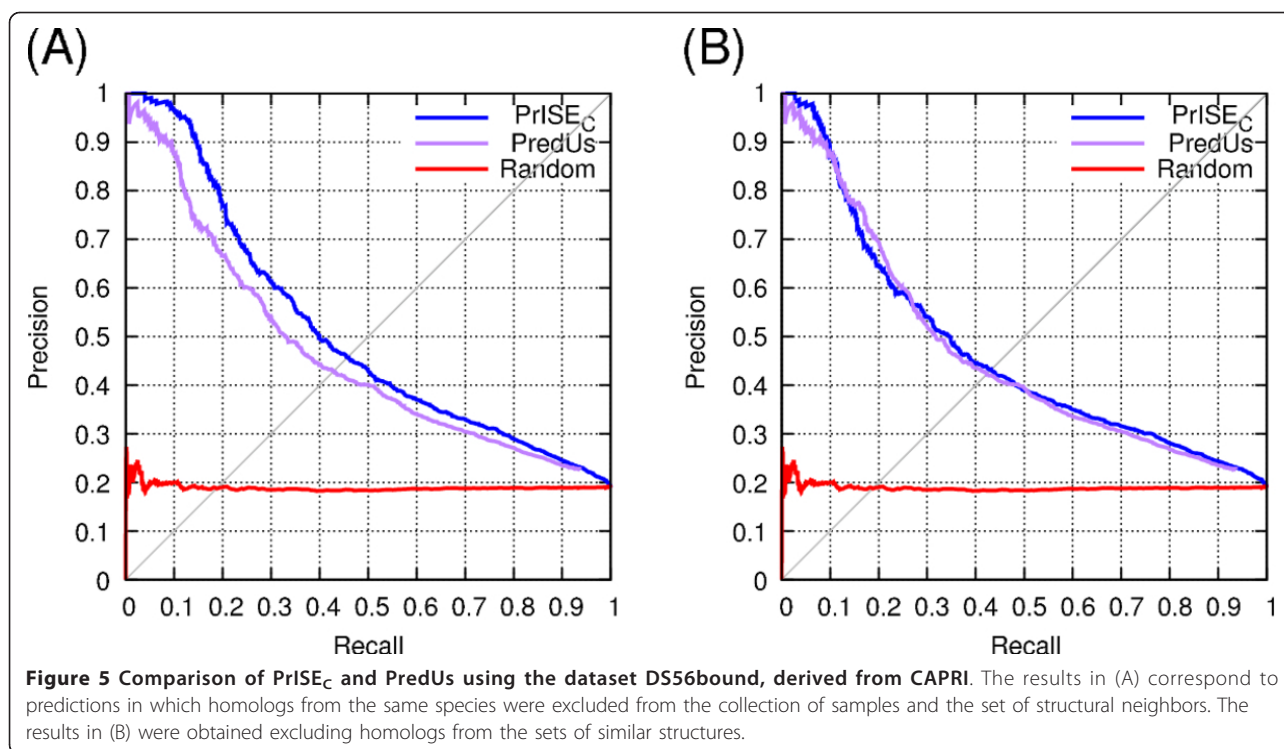 (A)
1
0.9
0.8
0.7
0.6
0.5
0.4
0.3
0.2
0.1
0
Precision
PrISE_C
PredUs
Random
0 0.1 0.2 0.3 0.4 0.5 0.6 0.7 0.8 0.9 1
Recall
(B)
1
0.9
0.8
0.7
0.6
0.5
0.4
0.3
0.2
0.1
0
Precision
PrISE_C
PredUs
Random
0 0.1 0.2 0.3 0.4 0.5 0.6 0.7 0.8 0.9 1
Recall
Figure 5 Comparison of PrISE_C and PredUs using the dataset DS56bound, derived from CAPRI. The results in (A) correspond to
predictions in which homologs from the same species were excluded from the collection of samples and the set of structural neighbors. The
results in (B) were obtained excluding homologs from the sets of similar structures.